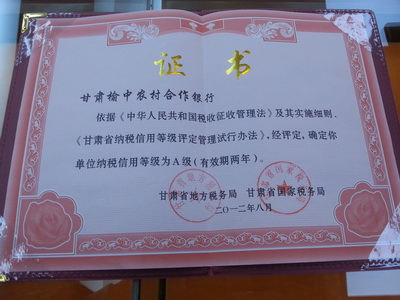 证 书
甘肃榆中农村合作银行
依据《中华人民共和国税收征收管理法》及其实施细则、
《甘肃省纳税信用等级评定管理试行办法》，经评定，确定你
单位纳税信用等级为A级（有效期两年）。
甘肃省地方税务局 甘肃省国家税务局
二〇一二年八月